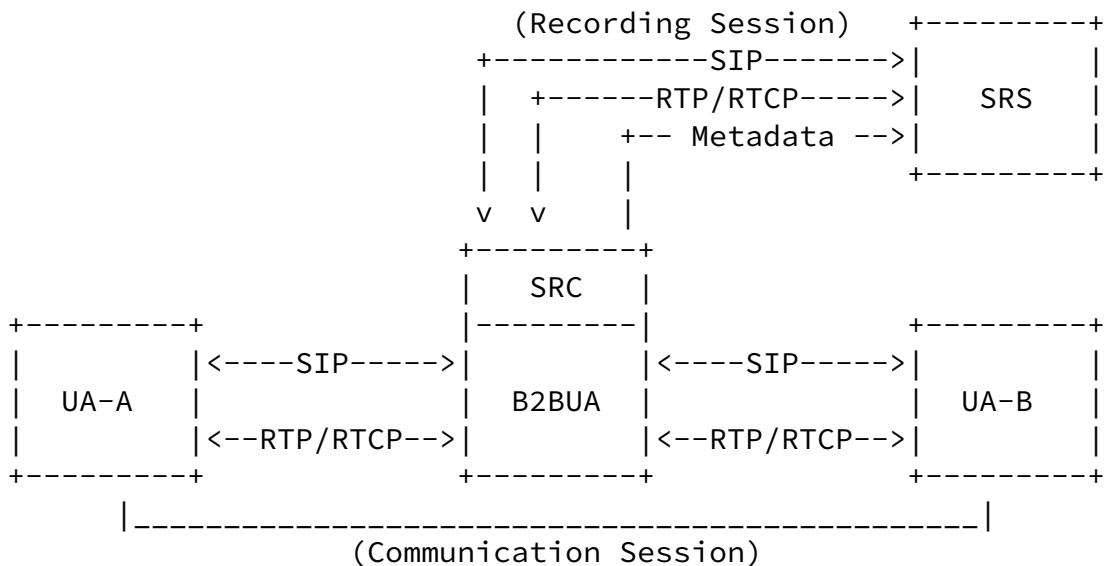 (Recording Session)
SIP
RTP/RTCP
SRS
Metadata
SRC
SIP
SIP
UA-A
B2BUA
UA-B
RTP/RTCP
RTP/RTCP
(Communication Session)